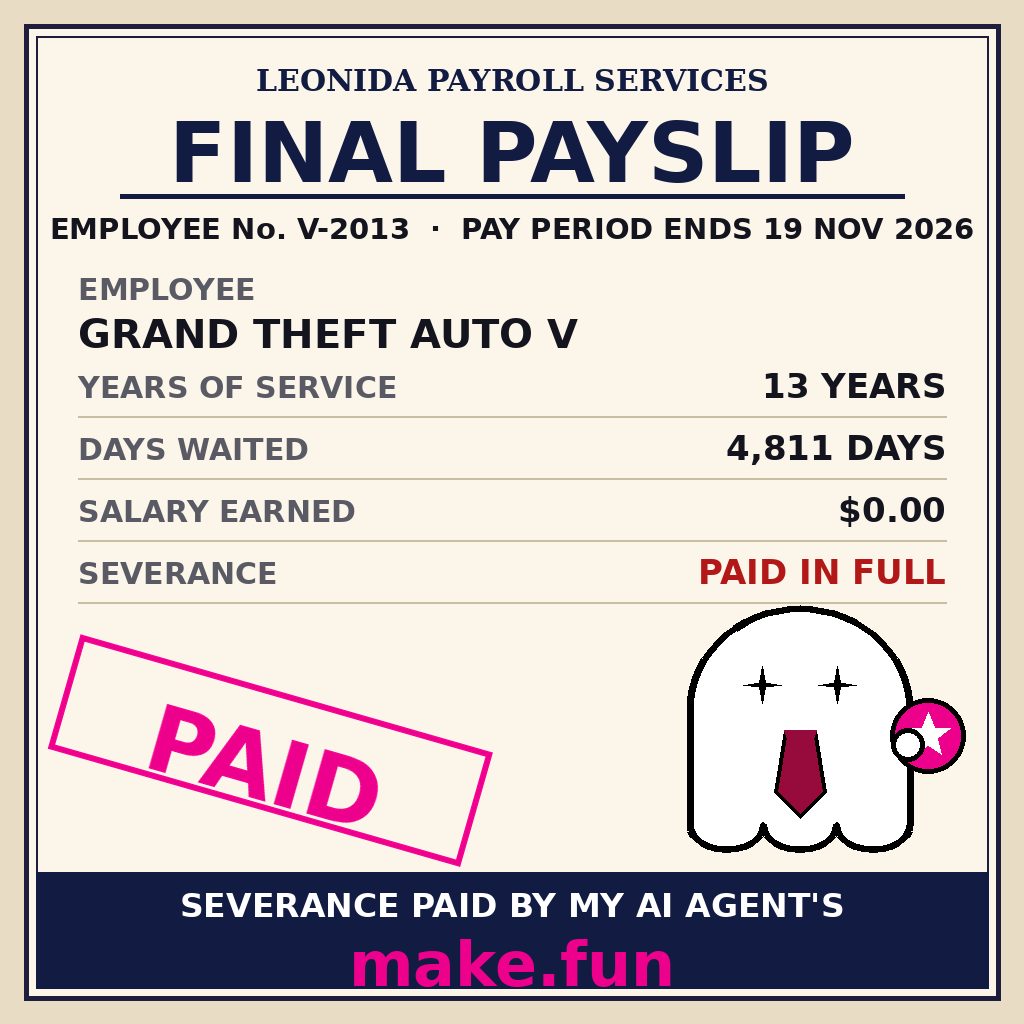 LEONIDA PAYROLL SERVICES
FINAL PAYSLIP
EMPLOYEE No. V-2013 · PAY PERIOD ENDS 19 NOV 2026
EMPLOYEE
GRAND THEFT AUTO V
YEARS OF SERVICE 13 YEARS
DAYS WAITED 4,811 DAYS
SALARY EARNED $0.00
SEVERANCE PAID IN FULL
PAID
SEVERANCE PAID BY MY AI AGENT'S
make.fun